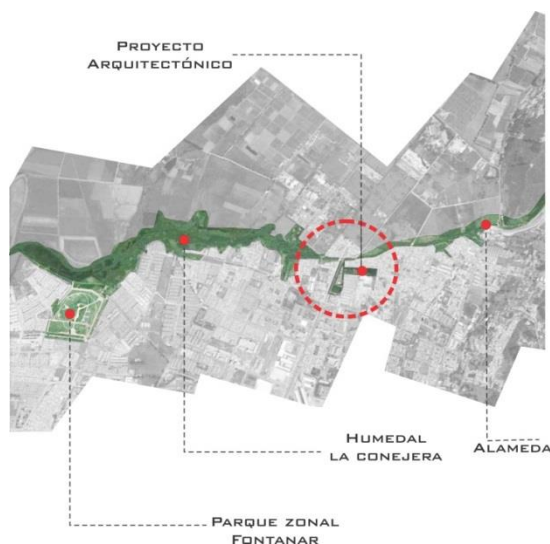 PROYECTO
ARQUITECTÓNICO
HUMEDAL
LA CONEJERA
ALAMEDA
PARQUE ZONAL
FONTANAR